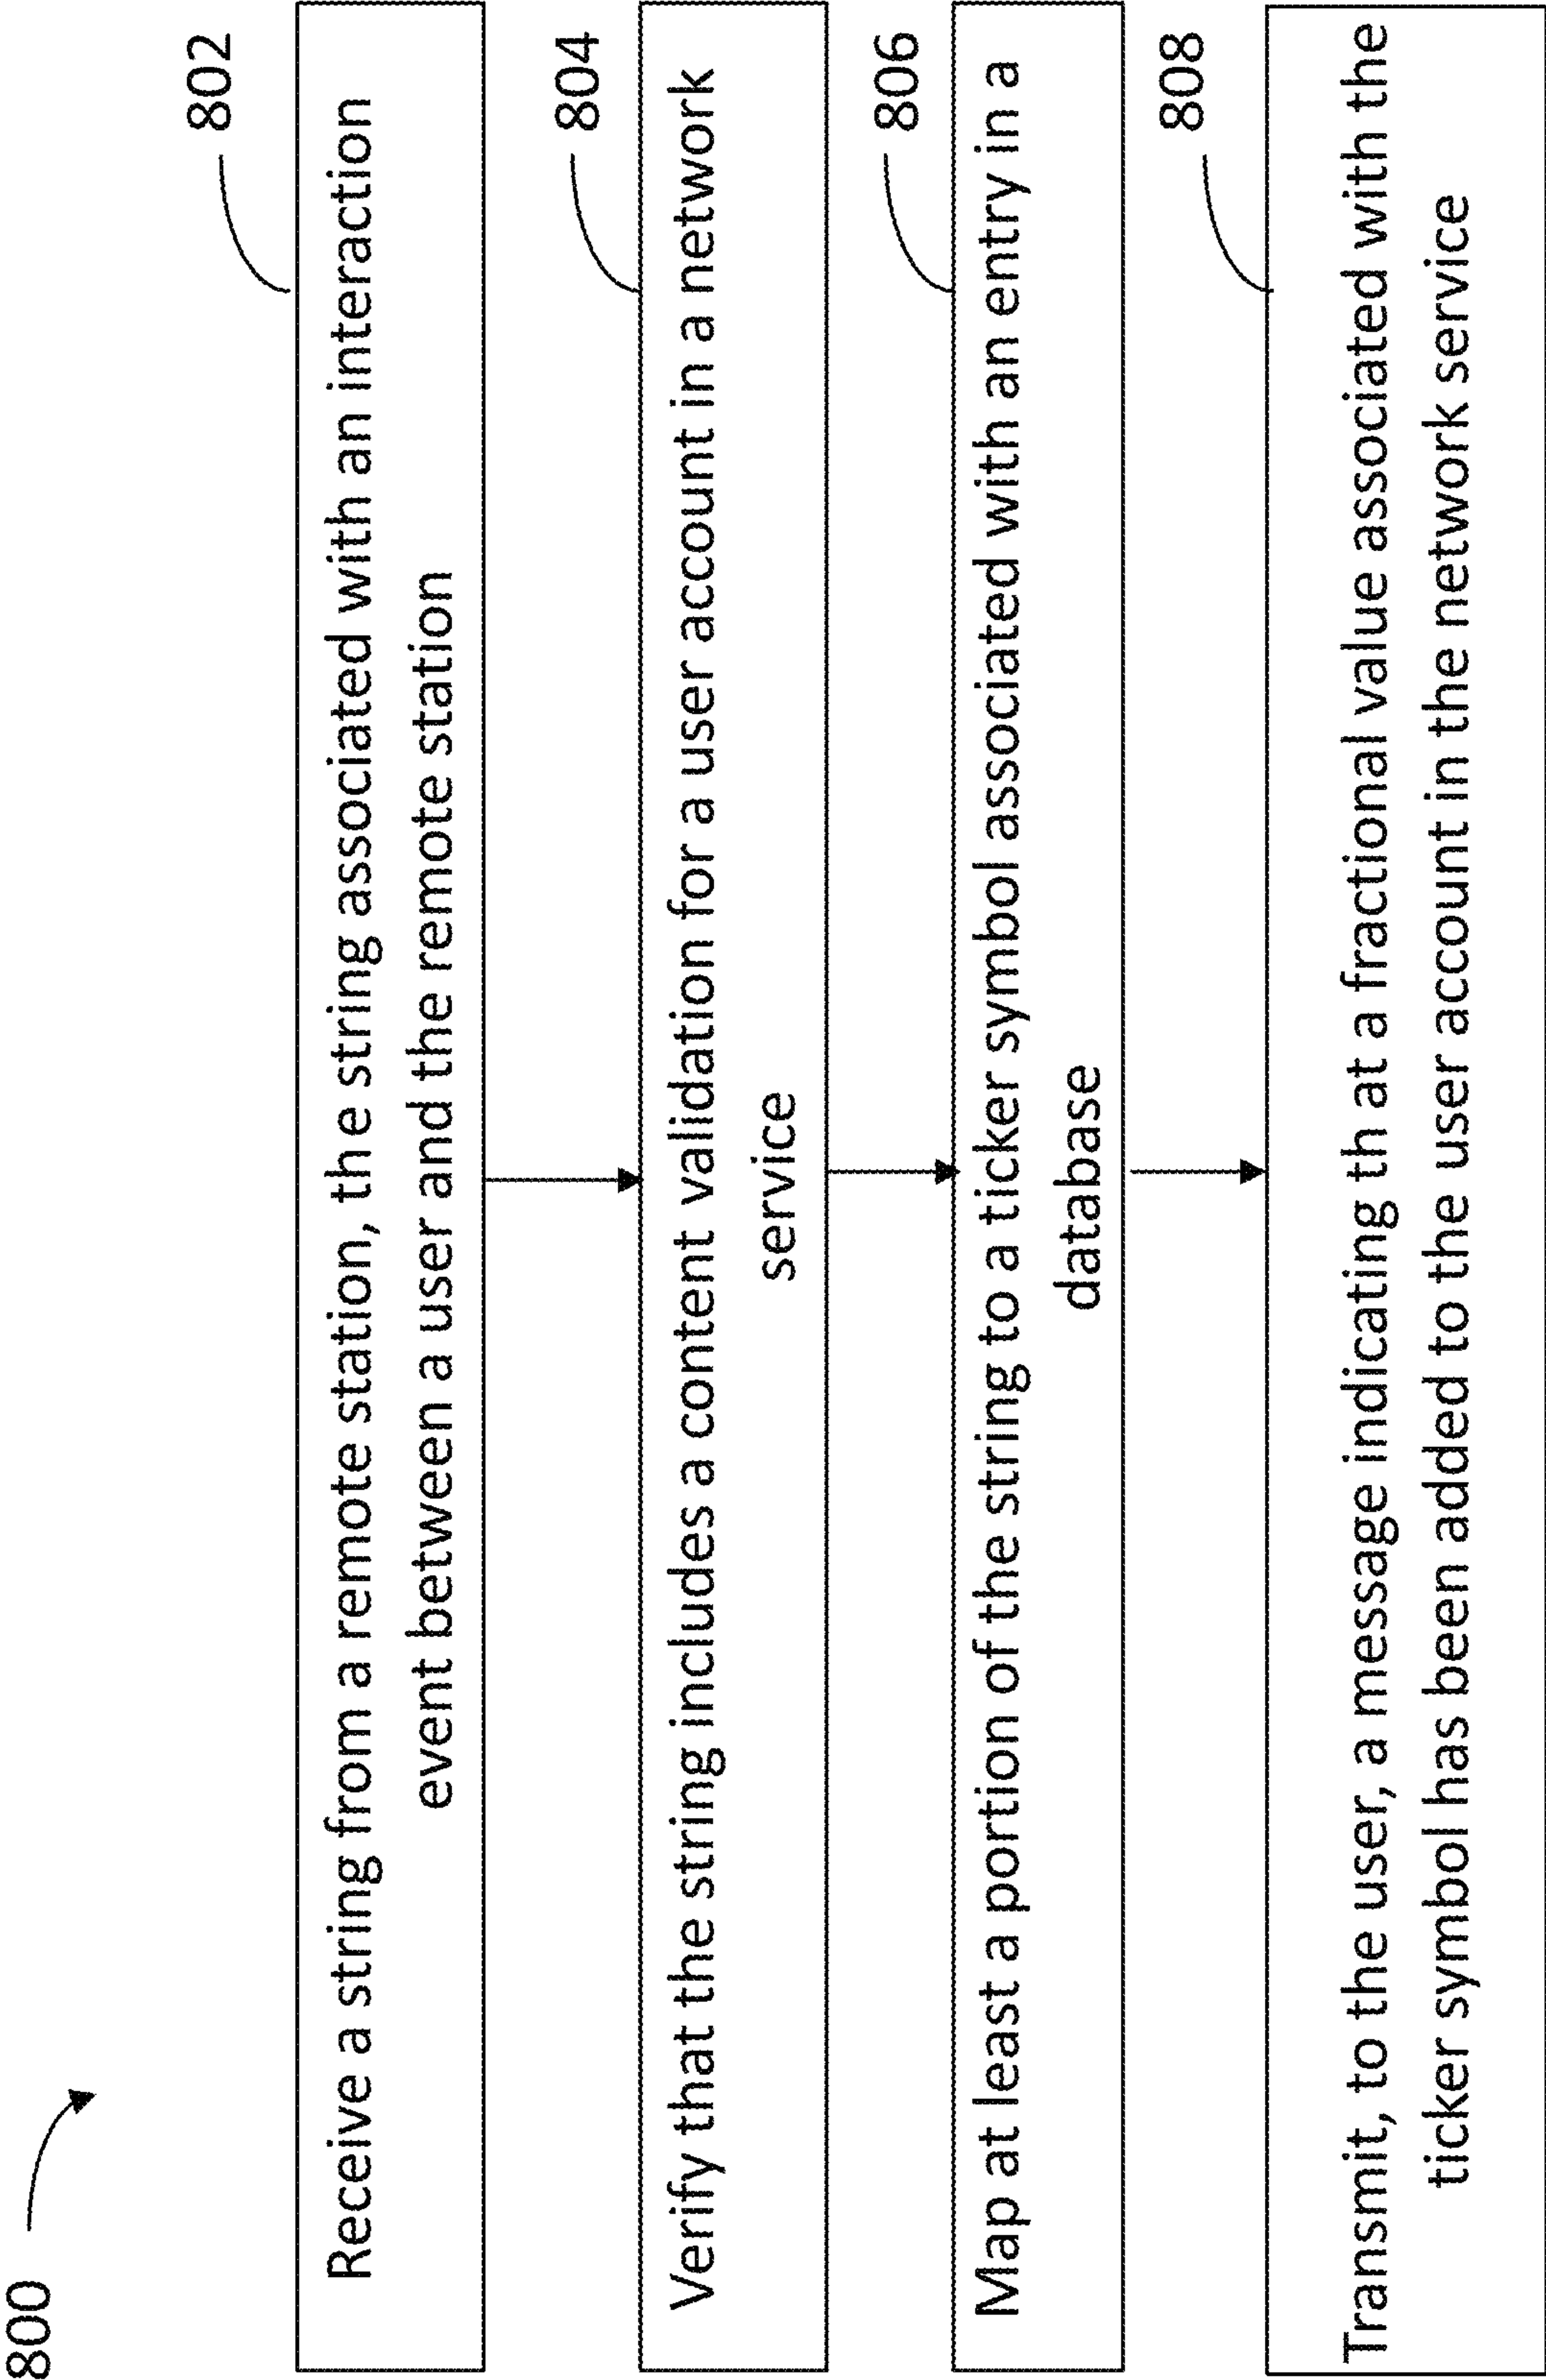 800
802
Receive a string from a remote station, the string associated with an interaction
event between a user and the remote station
804
Verify that the string includes a content validation for a user account in a network
service
806
Map at least a portion of the string to a ticker symbol associated with an entry in a
database
808
Transmit, to the user, a message indicating th at a fractional value associated with the
ticker symbol has been added to the user account in the network service